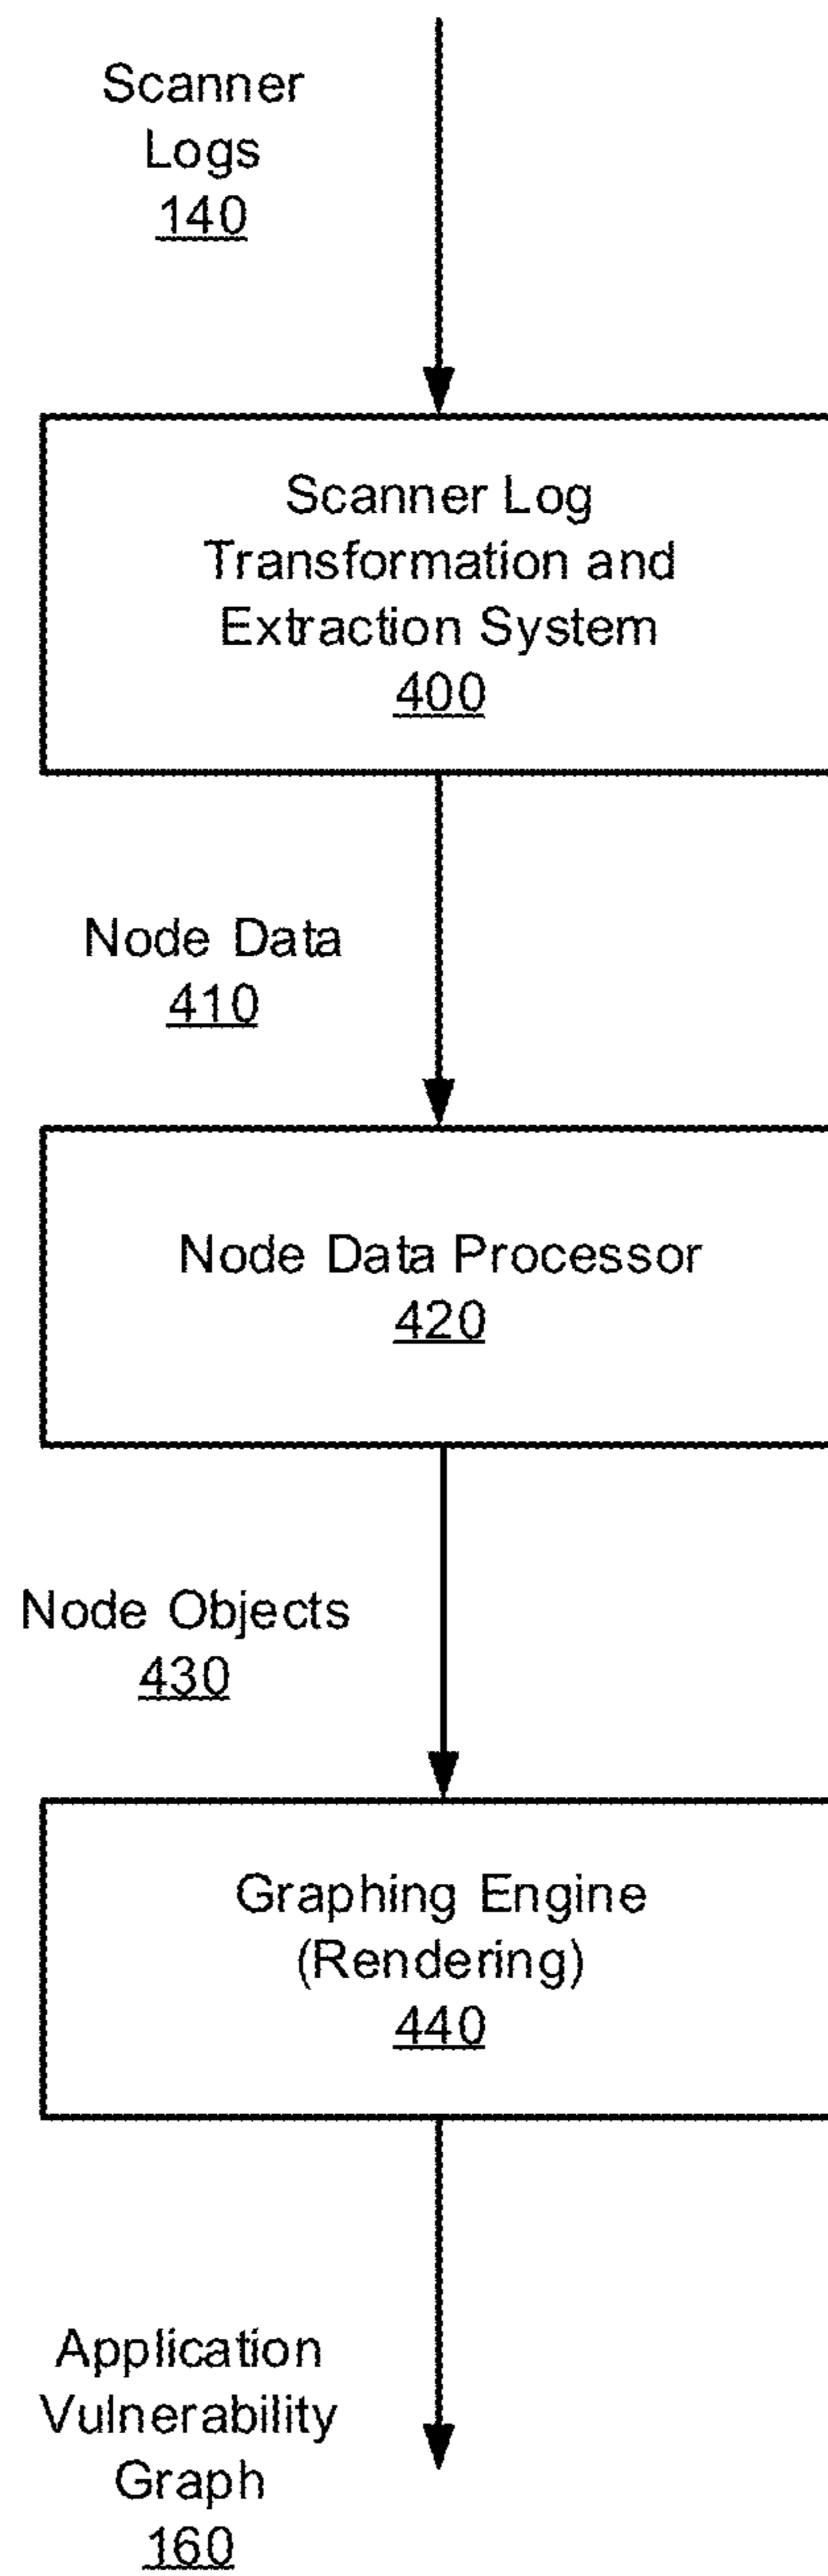 Scanner
Logs
140
Scanner Log
Transformation and
Extraction System
400
Node Data
410
Node Data Processor
420
Node Objects
430
Graphing Engine
(Rendering)
440
Application
Vulnerability
Graph
160